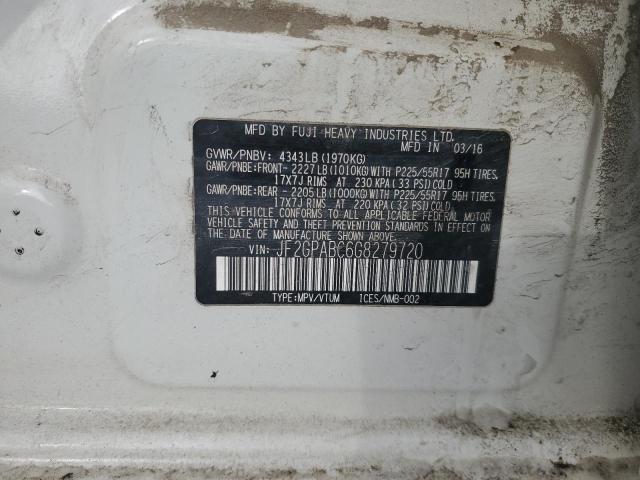 MFD BY FUJI HEAVY INDUSTRIES LTD.
MFD IN 03/16
GVWR/PNBV: 4343LB(1970KG)
GAWR/PNBE:FRONT- 2227LB(1010KG)WITH P225/55R17 95H TIRES,
17X7J RIMS AT 230 KPA(33 PSI)COLD
GAWR/PNBE:REAR - 2205LB(1000KG)WITH P225/55R17 95H TIRES,
17X7J RIMS AT 220 KPA(32 PSI)COLD
THIS VEHICLE CONFORMS TO ALL APPLICABLE FEDERAL MOTOR
VEHICLE SAFETY AND THEFT PREVENTION STANDARDS IN EFFECT
ON THE DATE OF MANUFACTURE SHOWN ABOVE.
VIN: JF2GPABC6G8279720
TYPE:MPV/VTUM ICES/NMB-002